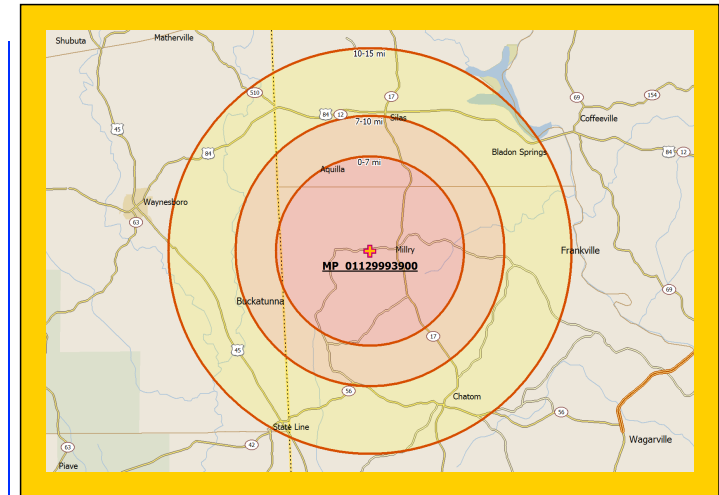 Shubuta
Matherville
10-15 mi
510
17
69
154
84 12
Silas
Coffeeville
45
7-10 mi
84
Bladon Springs
84 12
0-7 mi
Aquilla
Waynesboro
63
Millry
Frankville
MP_01129993900
69
Buckatunna
17
45
56
Chatom
56
State Line
Wagarville
42
63
Piave